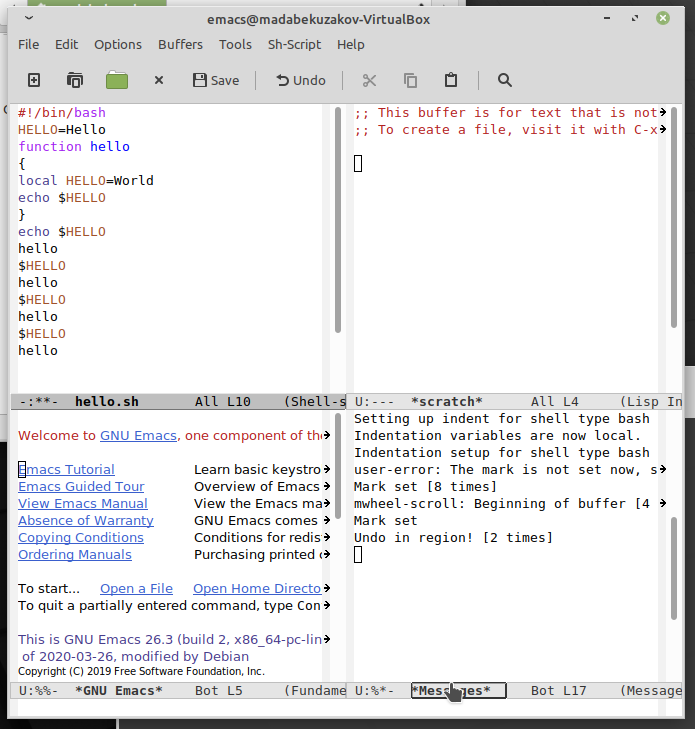 emacs@madabekuzakov-VirtualBox
File Edit Options Buffers Tools Sh-Script Help
Save Undo
#!/bin/bash
HELLO=Hello
function hello
{
local HELLO=World
echo $HELLO
}
echo $HELLO
hello
$HELLO
hello
$HELLO
hello
$HELLO
hello
-:**- hello.sh All L10 (Shell-s
;; This buffer is for text that is not
;; To create a file, visit it with C-x
U:--- *scratch* All L4 (Lisp In
Welcome to GNU Emacs, one component of the
Emacs Tutorial Learn basic keystro
Emacs Guided Tour Overview of Emacs
View Emacs Manual View the Emacs ma
Absence of Warranty GNU Emacs comes
Copying Conditions Conditions for redis
Ordering Manuals Purchasing printed c
To start... Open a File Open Home Directo
To quit a partially entered command, type Con
This is GNU Emacs 26.3 (build 2, x86_64-pc-lin
of 2020-03-26, modified by Debian
Copyright (C) 2019 Free Software Foundation, Inc.
U:%%- *GNU Emacs* Bot L5 (Fundame
Setting up indent for shell type bash
Indentation variables are now local.
Indentation setup for shell type bash
user-error: The mark is not set now, s
Mark set [8 times]
mwheel-scroll: Beginning of buffer [4
Mark set
Undo in region! [2 times]
U:%*- *Messages* Bot L17 (Message